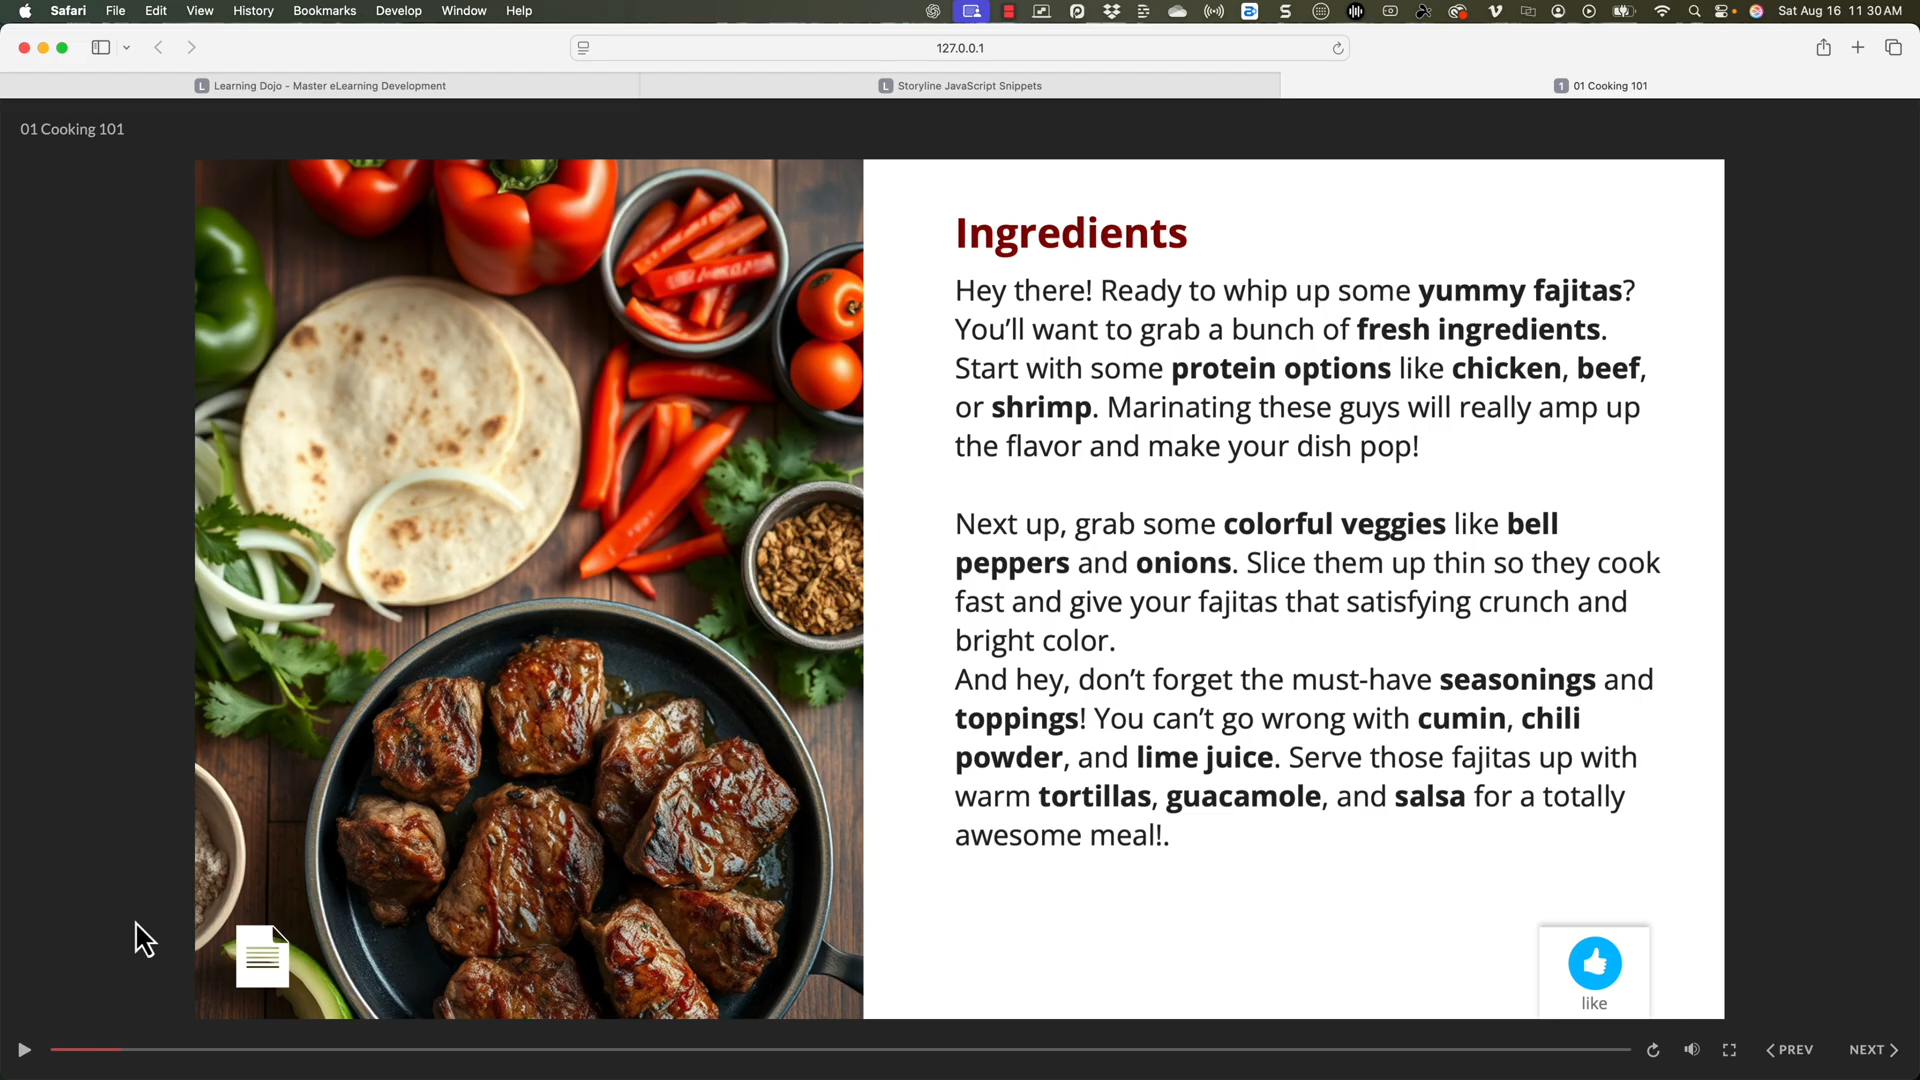 Safari File Edit View History Bookmarks Develop Window Help
Sat Aug 16 11 30 AM
127.0.0.1
L Learning Dojo - Master eLearning Development
L Storyline JavaScript Snippets
1 01 Cooking 101
01 Cooking 101
Ingredients
Hey there! Ready to whip up some yummy fajitas?
You’ll want to grab a bunch of fresh ingredients.
Start with some protein options like chicken, beef,
or shrimp. Marinating these guys will really amp up
the flavor and make your dish pop!
Next up, grab some colorful veggies like bell
peppers and onions. Slice them up thin so they cook
fast and give your fajitas that satisfying crunch and
bright color.
And hey, don’t forget the must-have seasonings and
toppings! You can’t go wrong with cumin, chili
powder, and lime juice. Serve those fajitas up with
warm tortillas, guacamole, and salsa for a totally
awesome meal!.
like
PREV
NEXT